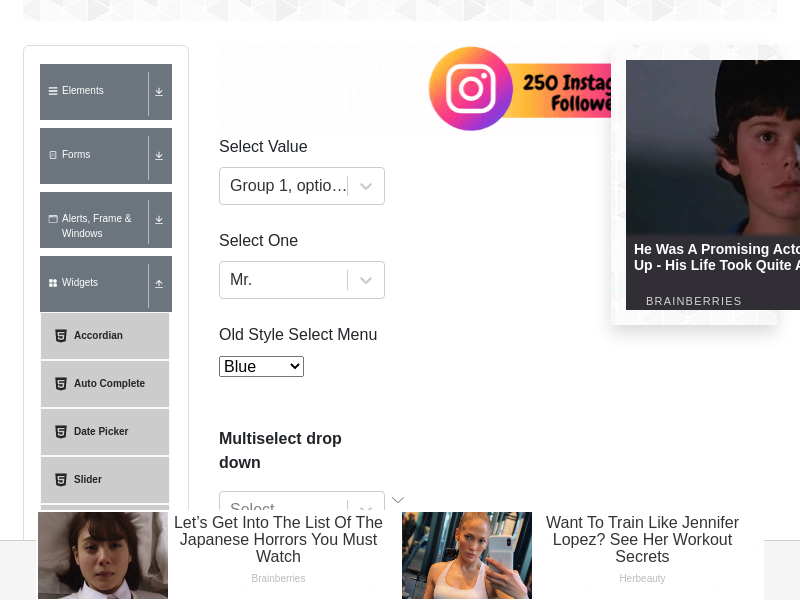 Elements
Forms
Alerts, Frame &
Windows
Widgets
Accordian
Auto Complete
Date Picker
Slider
250 Instag
Followe
Select Value
Group 1, optio...
Select One
Mr.
Old Style Select Menu
Blue
Multiselect drop
down
Select
He Was A Promising Acto
Up - His Life Took Quite A
BRAINBERRIES
Let's Get Into The List Of The
Japanese Horrors You Must
Watch
Brainberries
Want To Train Like Jennifer
Lopez? See Her Workout
Secrets
Herbeauty